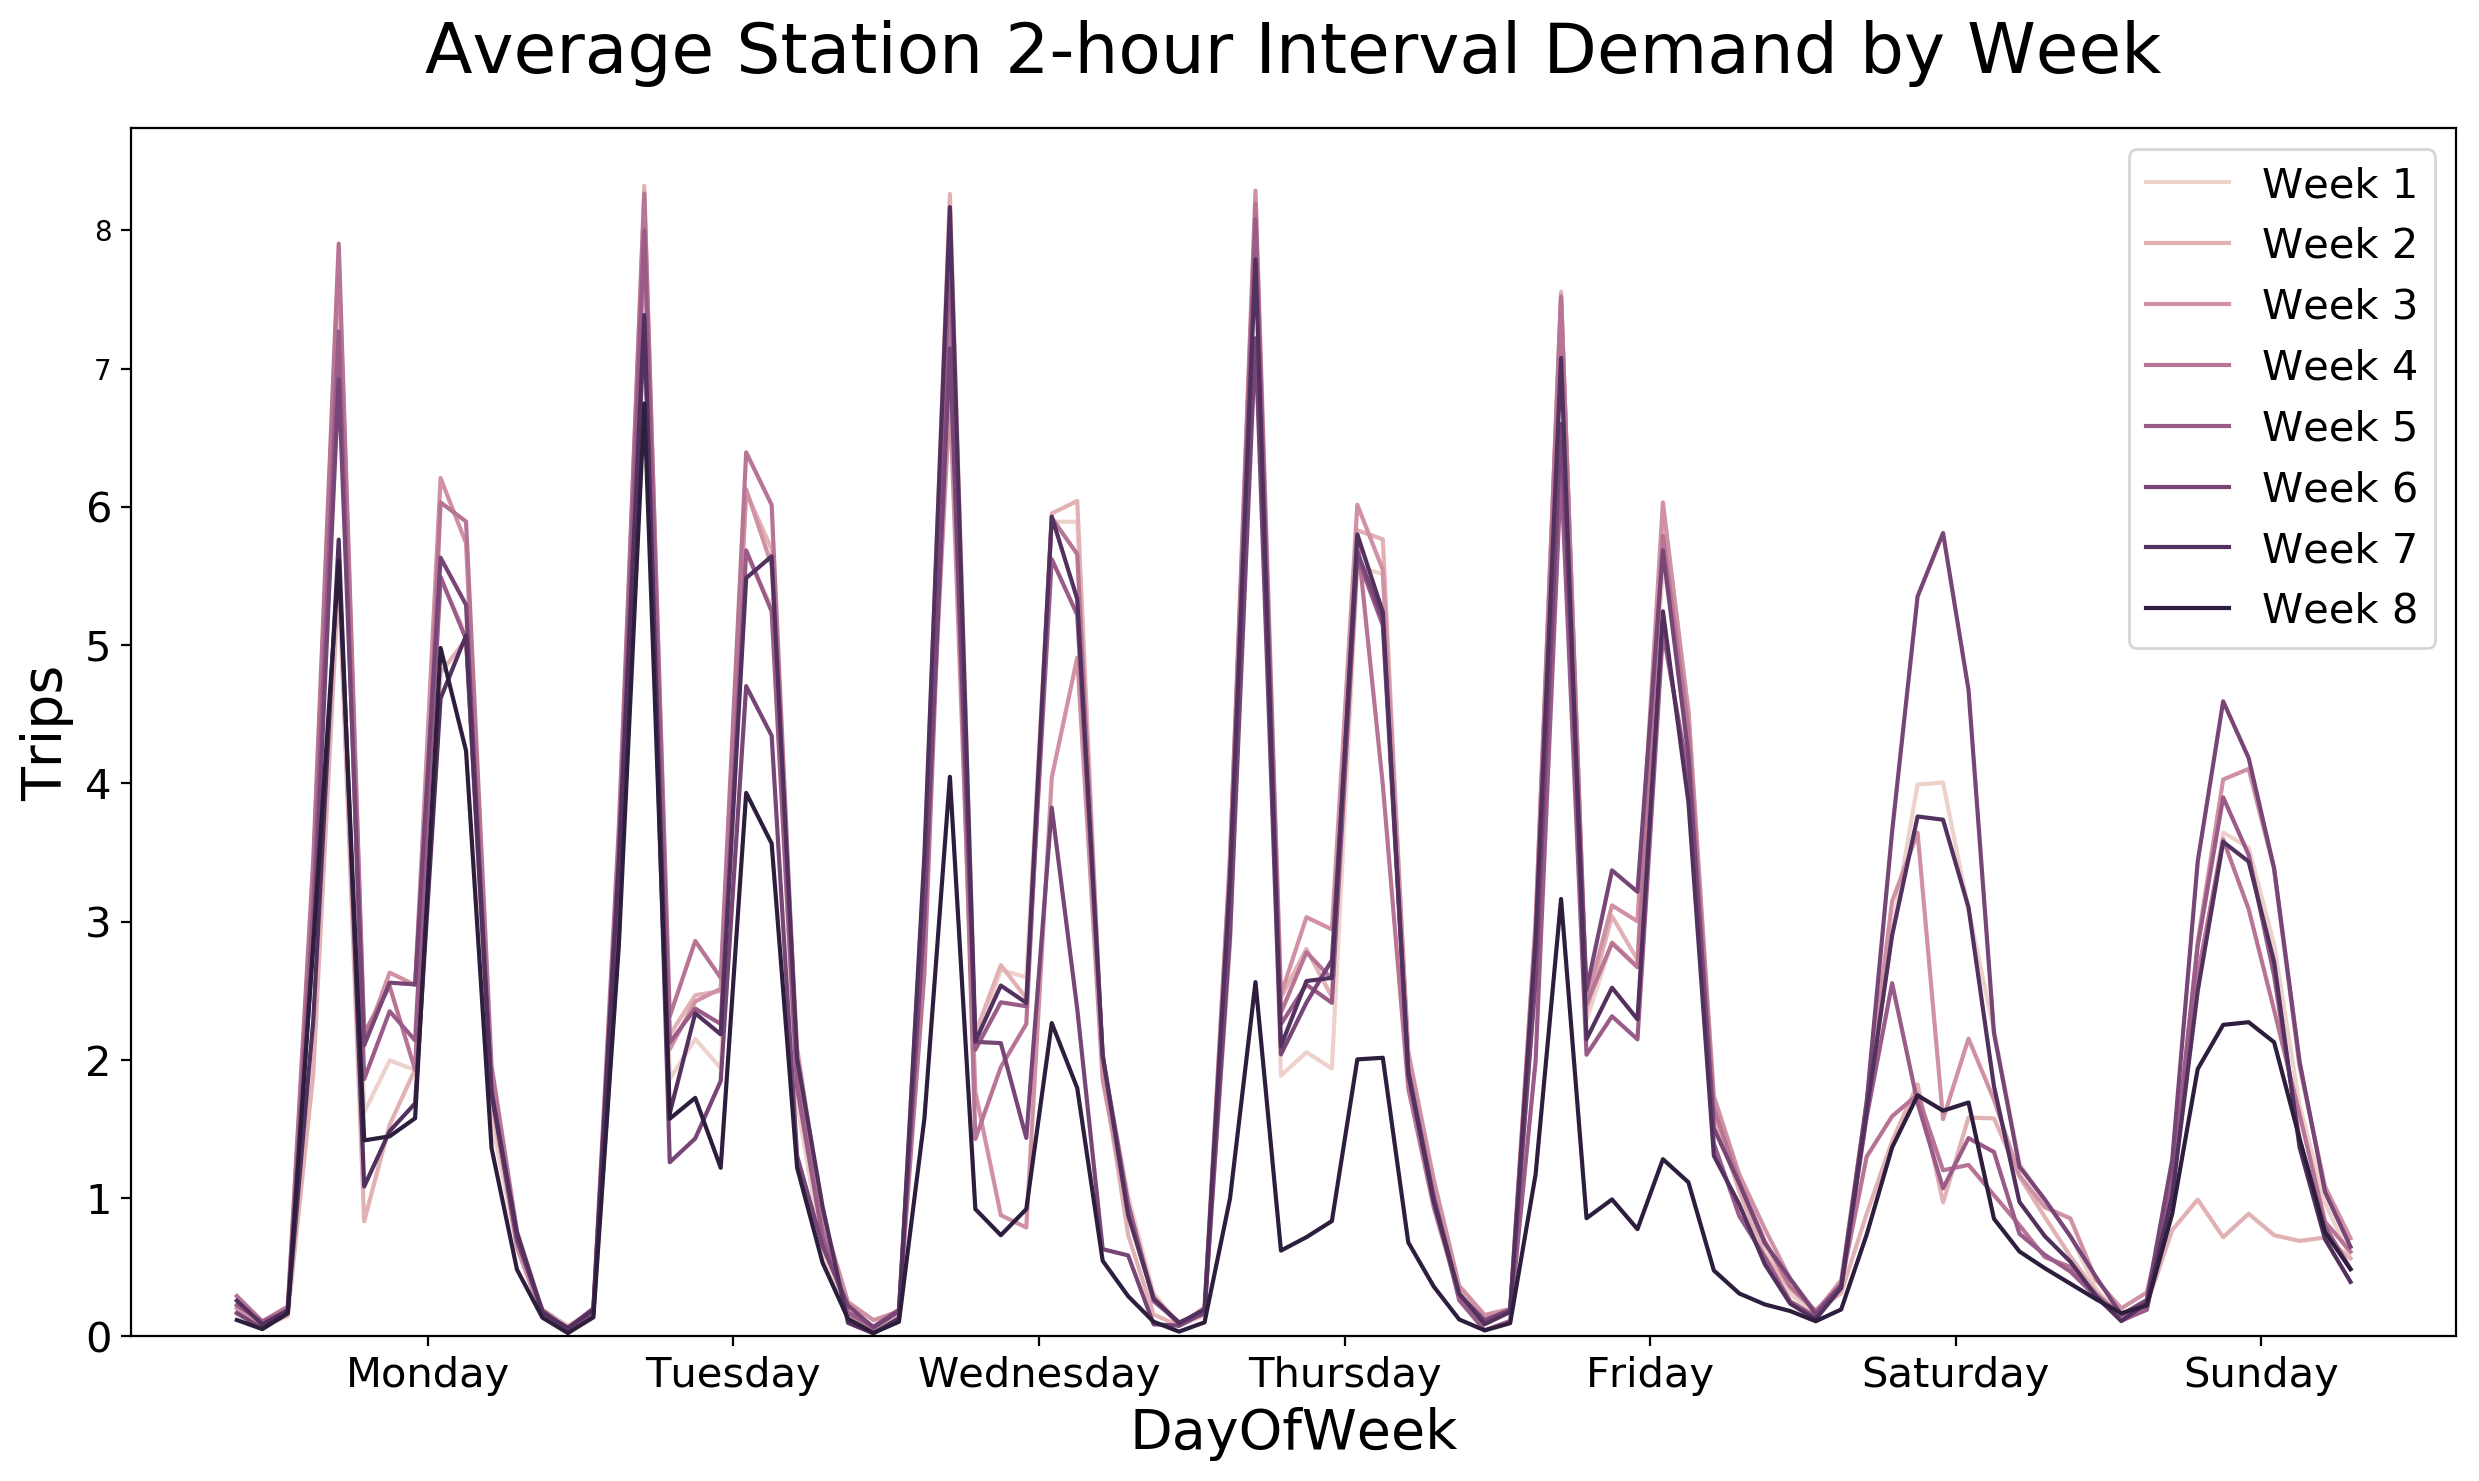 Average Station 2-hour Interval Demand by Week
Week 1
Week 2
Week 3
Week 4
Week 5
Week 6
Week 7
Week 8
Trips
8
7
6
5
4
3
2
1
0
Monday Tuesday Wednesday Thursday Friday Saturday Sunday
DayOfWeek